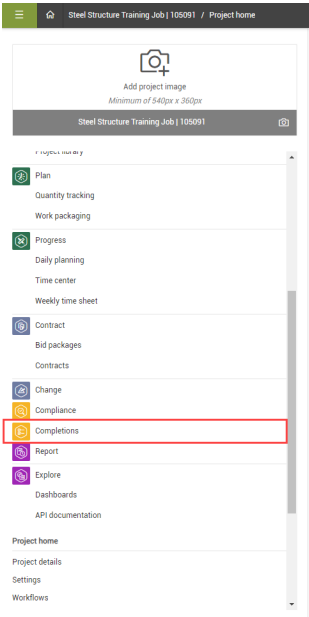 Steel Structure Training Job | 105091 / Project home
Add project image
Minimum of 540px x 360px
Steel Structure Training Job | 105091
Project library
Plan
Quantity tracking
Work packaging
Progress
Daily planning
Time center
Weekly time sheet
Contract
Bid packages
Contracts
Change
Compliance
Completions
Report
Explore
Dashboards
API documentation
Project home
Project details
Settings
Workflows